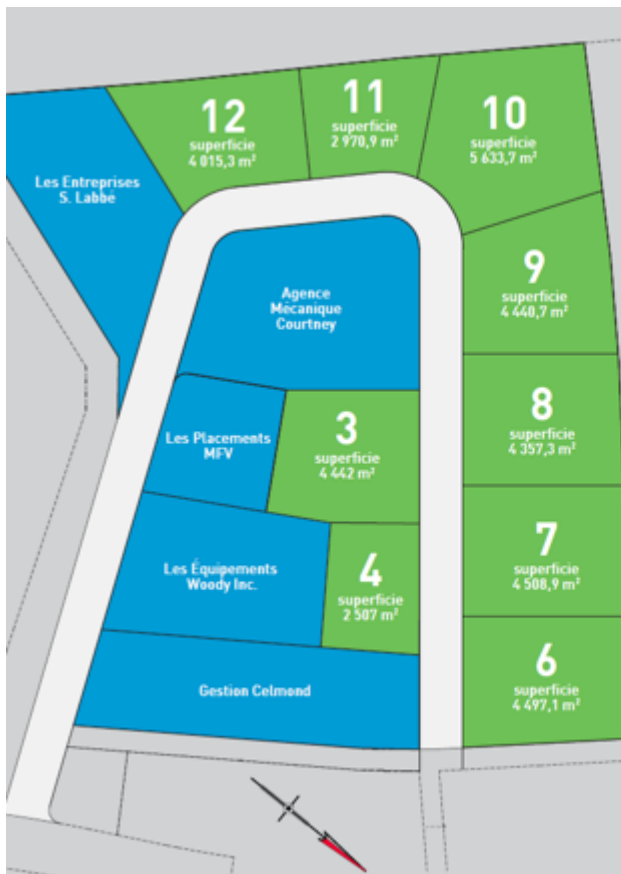 12
superficie
4 015,3 m²
11
superficie
2 970,9 m²
10
superficie
5 633,7 m²
Les Entreprises
S. Labbé
9
superficie
4 440,7 m²
Agence
Mécanique
Courtney
8
superficie
4 357,3 m²
3
superficie
4 442 m²
Les Placements
MFV
7
superficie
4 508,9 m²
Les Équipements
Woody Inc.
4
superficie
2 507 m²
6
superficie
4 497,1 m²
Gestion Celmond